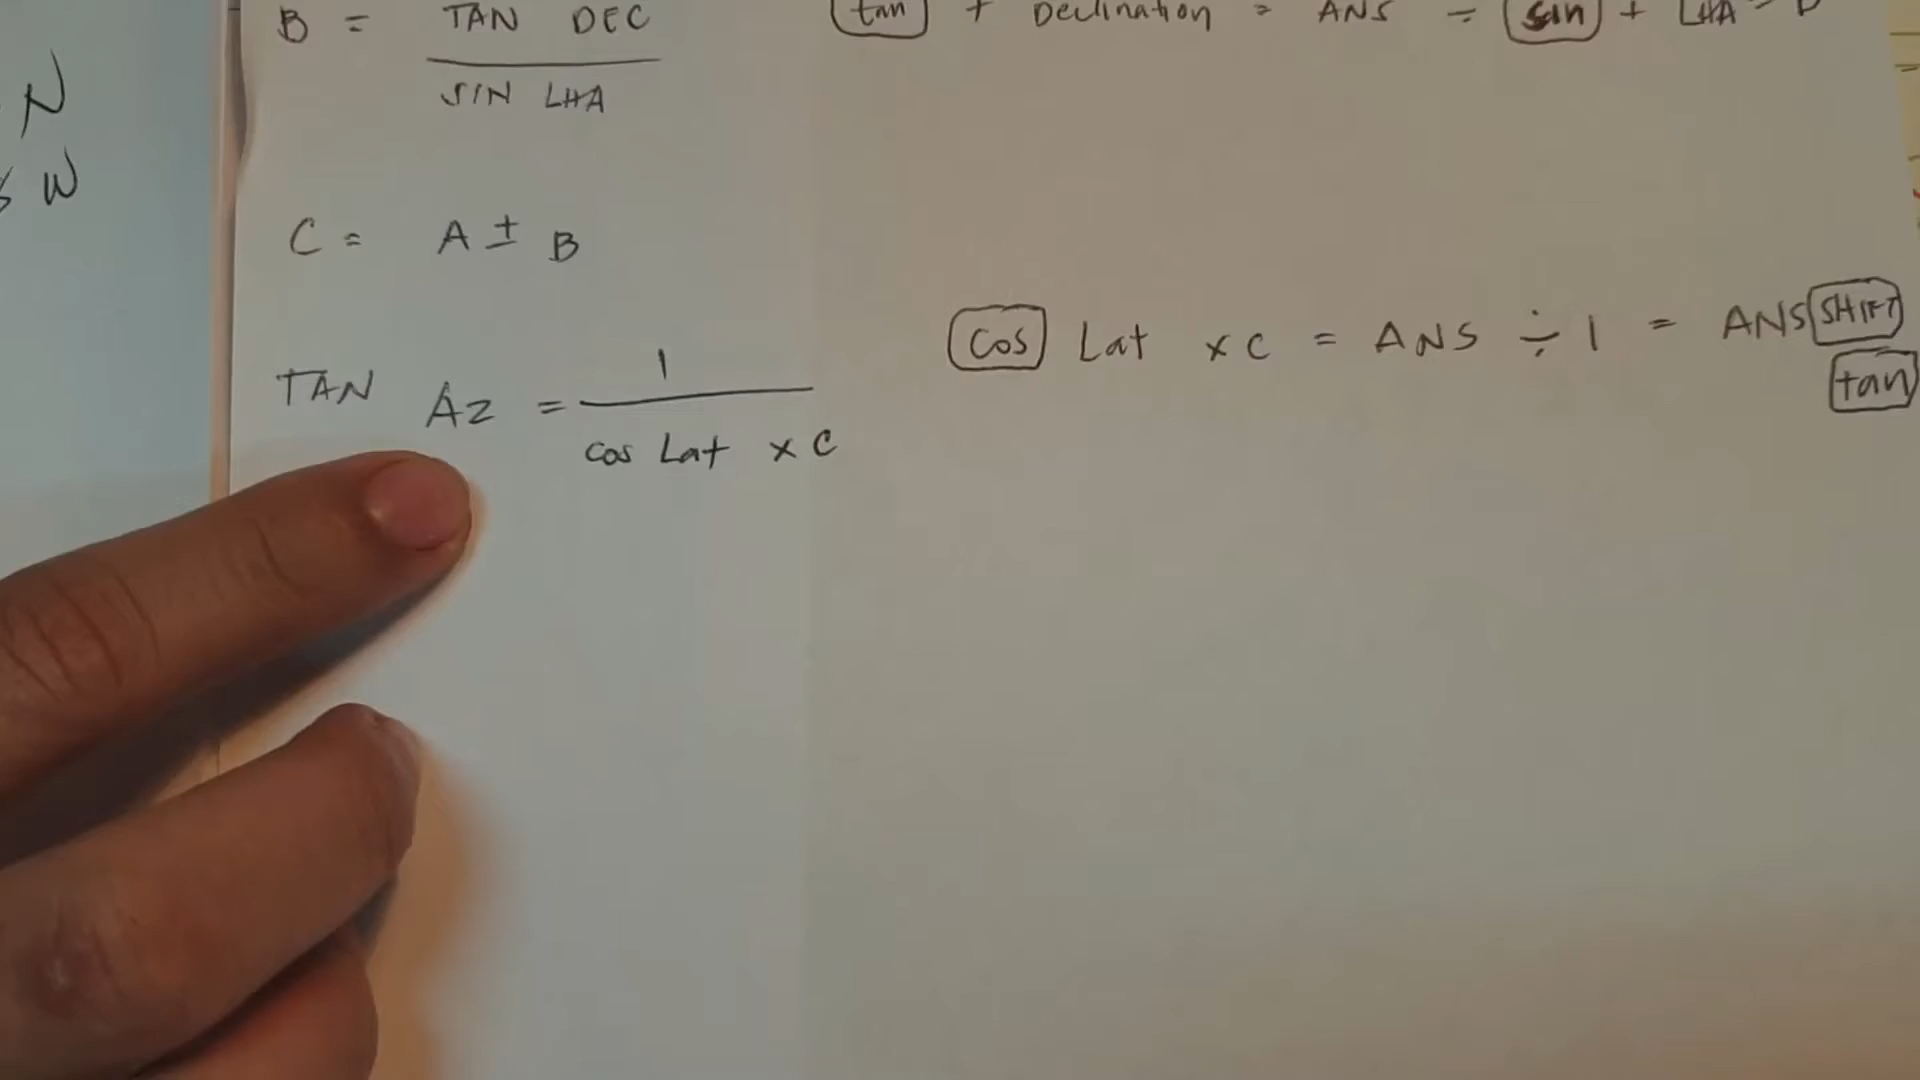 N
W
B = TAN DEC
SIN LHA
tan + Declination = ANS ÷ sin + LHA =
C = A ± B
TAN Az = 1
cos Lat x C
cos Lat x C = ANS ÷ 1 = ANS SHIFT
tan